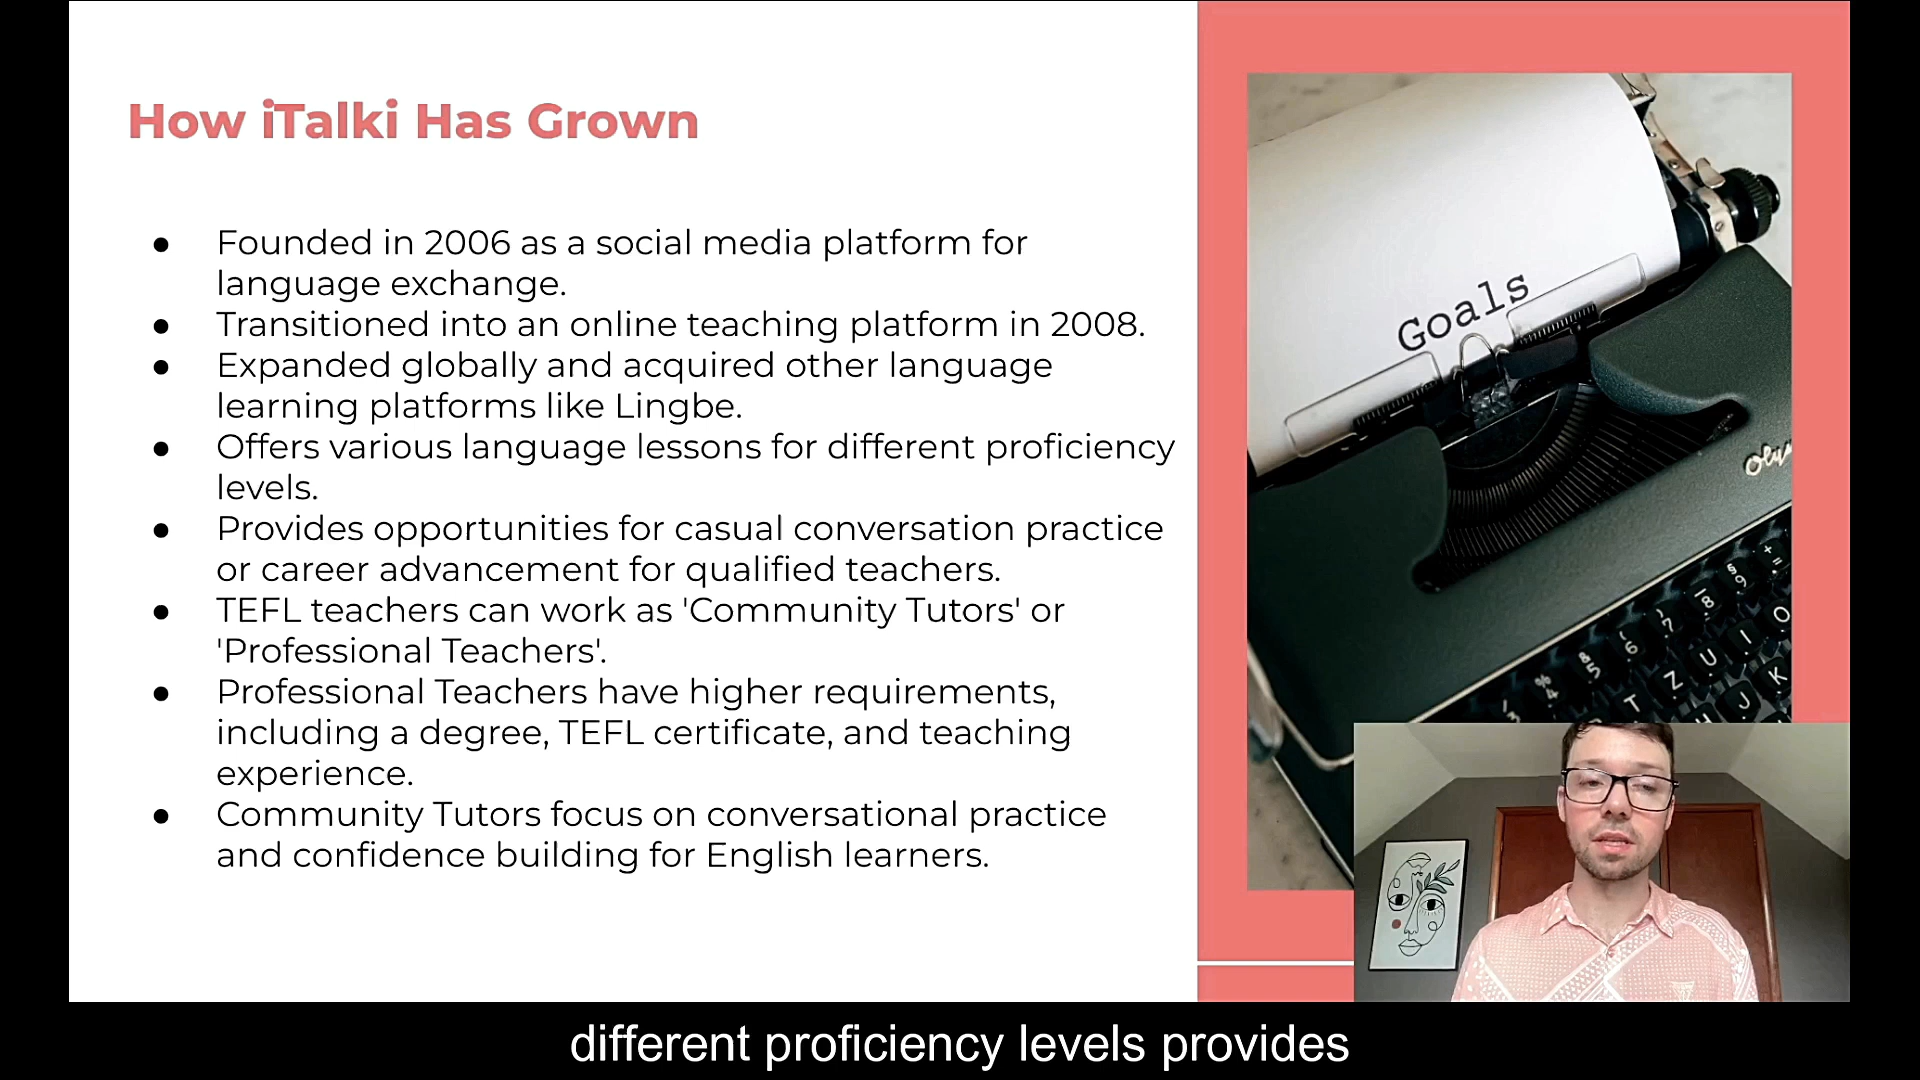 How iTalki Has Grown
● Founded in 2006 as a social media platform for
language exchange.
● Transitioned into an online teaching platform in 2008.
● Expanded globally and acquired other language
learning platforms like Lingbe.
● Offers various language lessons for different proficiency
levels.
● Provides opportunities for casual conversation practice
or career advancement for qualified teachers.
● TEFL teachers can work as 'Community Tutors' or
'Professional Teachers'.
● Professional Teachers have higher requirements,
including a degree, TEFL certificate, and teaching
experience.
● Community Tutors focus on conversational practice
and confidence building for English learners.
Goals
T Z U I O
J K
different proficiency levels provides